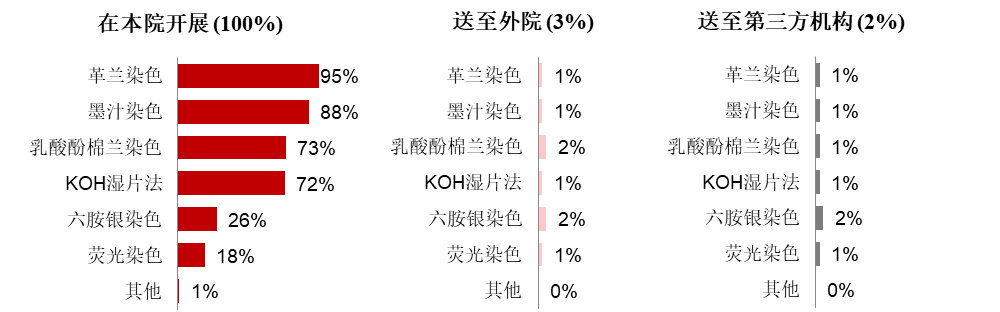 在本院开展 (100%)
革兰染色 95%
墨汁染色 88%
乳酸酚棉兰染色 73%
KOH湿片法 72%
六胺银染色 26%
荧光染色 18%
其他 1%
送至外院 (3%)
革兰染色 1%
墨汁染色 1%
乳酸酚棉兰染色 2%
KOH湿片法 1%
六胺银染色 2%
荧光染色 1%
其他 0%
送至第三方机构 (2%)
革兰染色 1%
墨汁染色 1%
乳酸酚棉兰染色 1%
KOH湿片法 1%
六胺银染色 2%
荧光染色 1%
其他 0%